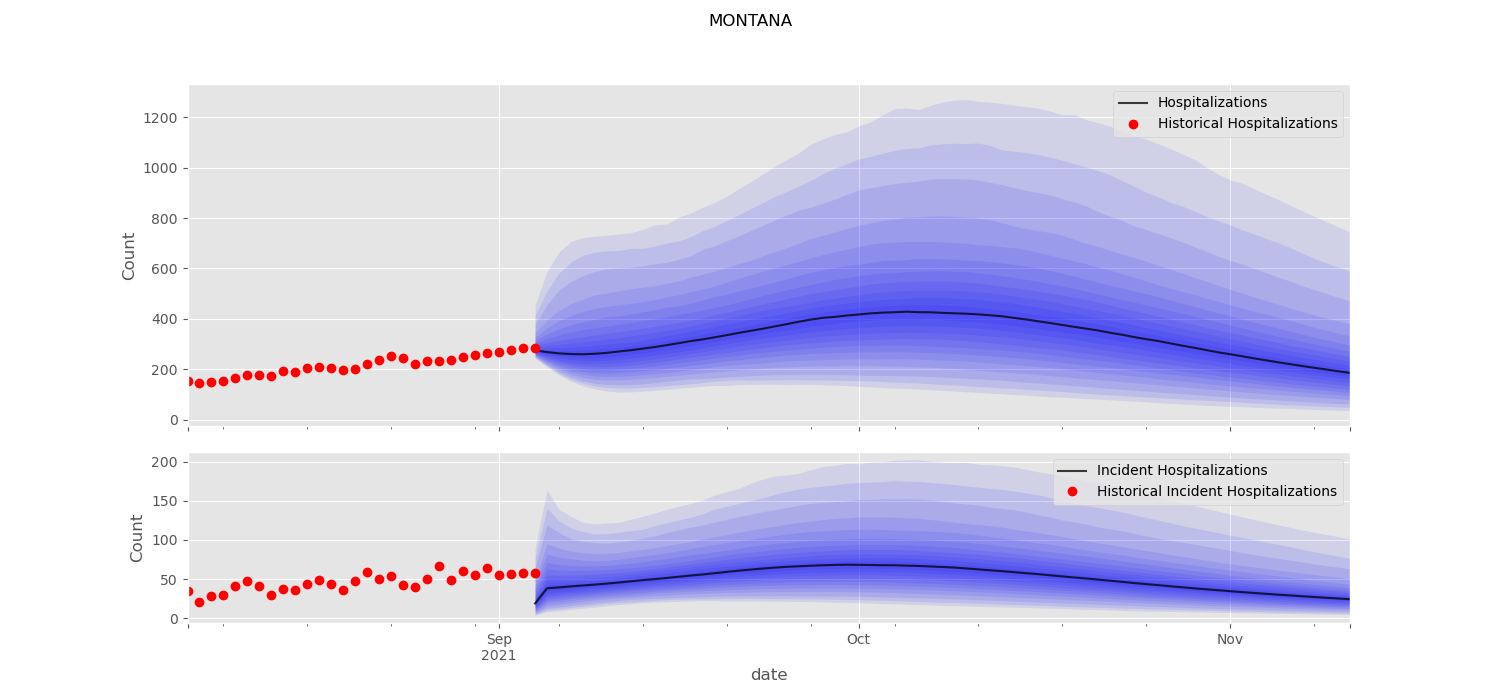 MONTANA
Hospitalizations
Historical Hospitalizations
1200
1000
800
600
400
200
0
Count
Incident Hospitalizations
Historical Incident Hospitalizations
200
150
100
50
0
Count
Sep
2021
Oct
Nov
date